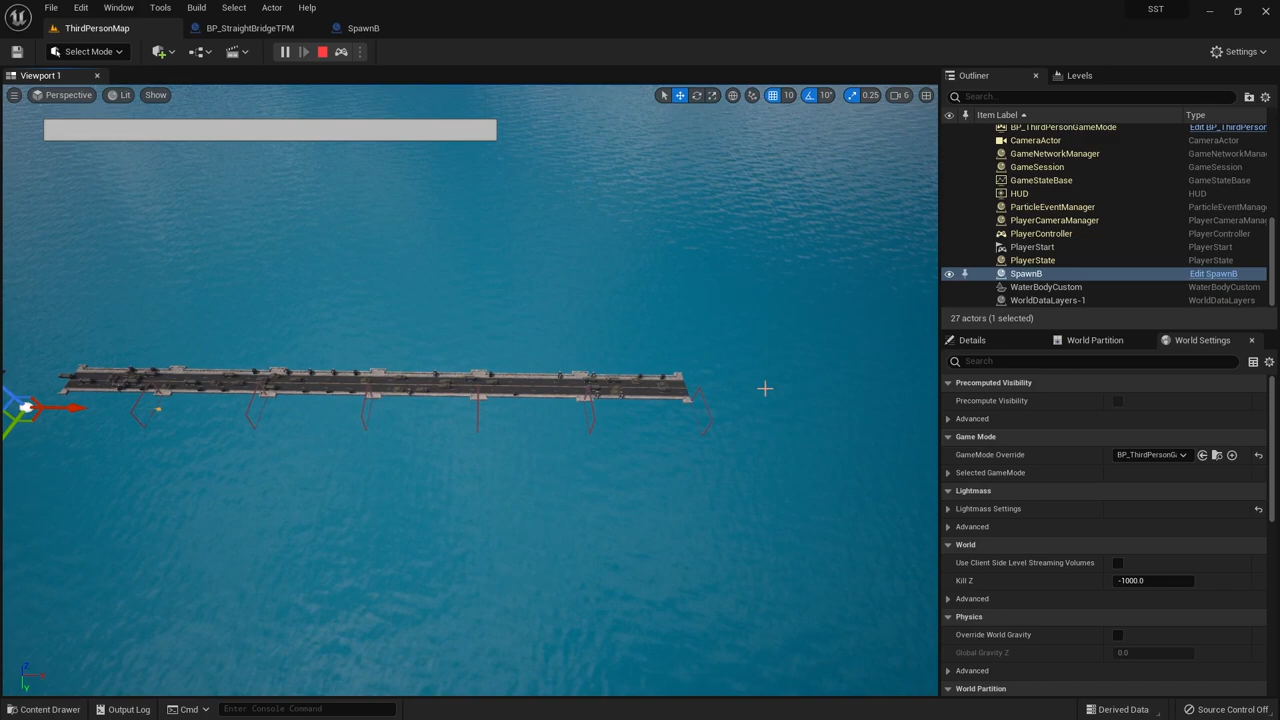 File Edit Window Tools Build Select Actor Help
SST
ThirdPersonMap BP_StraightBridgeTPM SpawnB
Select Mode
Settings
Viewport 1
Perspective Lit Show
10 10° 0.25 6
Outliner Levels
Search...
Item Label Type
BP_ThirdPersonGameMode Edit BP_ThirdPerson
CameraActor CameraActor
GameNetworkManager GameNetworkMana
GameSession GameSession
GameStateBase GameStateBase
HUD HUD
ParticleEventManager ParticleEventManag
PlayerCameraManager PlayerCameraManag
PlayerController PlayerController
PlayerStart PlayerStart
PlayerState PlayerState
SpawnB Edit SpawnB
WaterBodyCustom WaterBodyCustom
WorldDataLayers-1 WorldDataLayers
27 actors (1 selected)
Details World Partition World Settings
Search
Precomputed Visibility
Precompute Visibility
Advanced
Game Mode
GameMode Override BP_ThirdPersonGa
Selected GameMode
Lightmass
Lightmass Settings
Advanced
World
Use Client Side Level Streaming Volumes
Kill Z -1000.0
Advanced
Physics
Override World Gravity
Global Gravity Z 0.0
Advanced
World Partition
Z
Y
Content Drawer Output Log Cmd Enter Console Command Derived Data Source Control Off